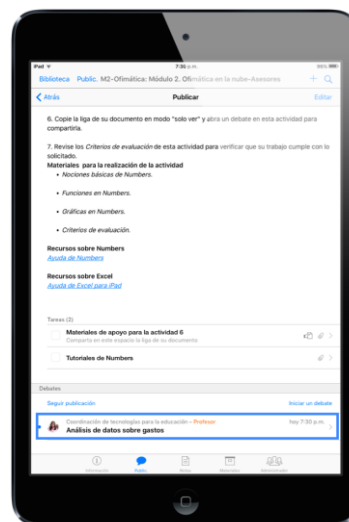 iPad
7:35 p.m.
95%
Biblioteca Public. M2-Ofimática: Módulo 2. Ofimática en la nube-Asesores
Atrás Publicar Editar
6. Copie la liga de su documento en modo "solo ver" y abra un debate en esta actividad para
compartirla.
7. Revise los Criterios de evaluación de esta actividad para verificar que su trabajo cumple con lo
solicitado.
Materiales para la realización de la actividad
• Nociones básicas de Numbers.
• Funciones en Numbers.
• Gráficas en Numbers.
• Criterios de evaluación.
Recursos sobre Numbers
Ayuda de Numbers
Recursos sobre Excel
Ayuda de Excel para iPad
Tareas (2)
Materiales de apoyo para la actividad 6
Comparta en este espacio la liga de su documento
Tutoriales de Numbers
Debates
Seguir publicación Iniciar un debate
Coordinación de tecnologías para la educación – Profesor hoy 7:30 p.m.
Análisis de datos sobre gastos
Información Public. Notas Materiales Administrador